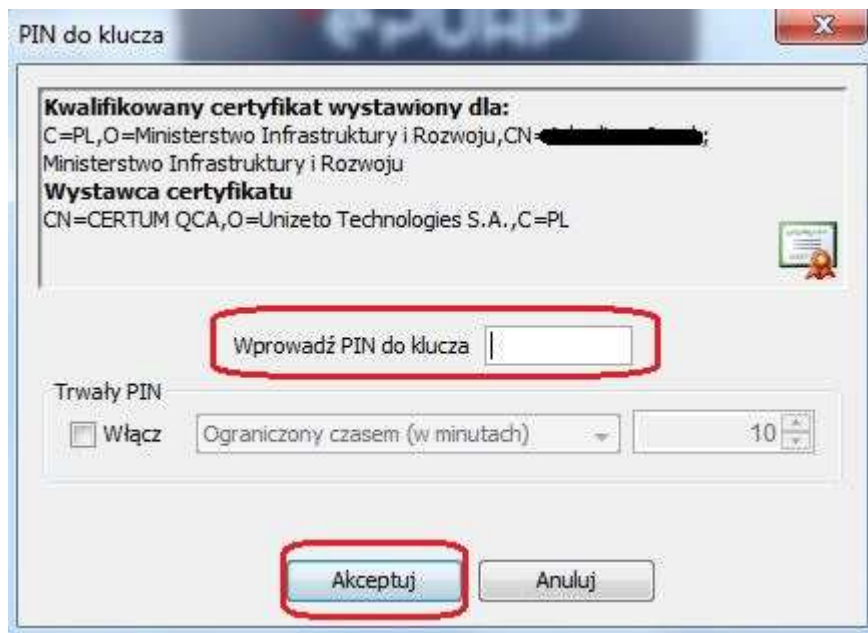 ePUAP
PIN do klucza
Kwalifikowany certyfikat wystawiony dla:
C=PL,O=Ministerstwo Infrastruktury i Rozwoju,CN=
Ministerstwo Infrastruktury i Rozwoju
Wystawca certyfikatu
CN=CERTUM QCA,O=Unizeto Technologies S.A.,C=PL
Wprowadź PIN do klucza
Trwały PIN
Włącz Ograniczony czasem (w minutach) 10
Akceptuj Anuluj